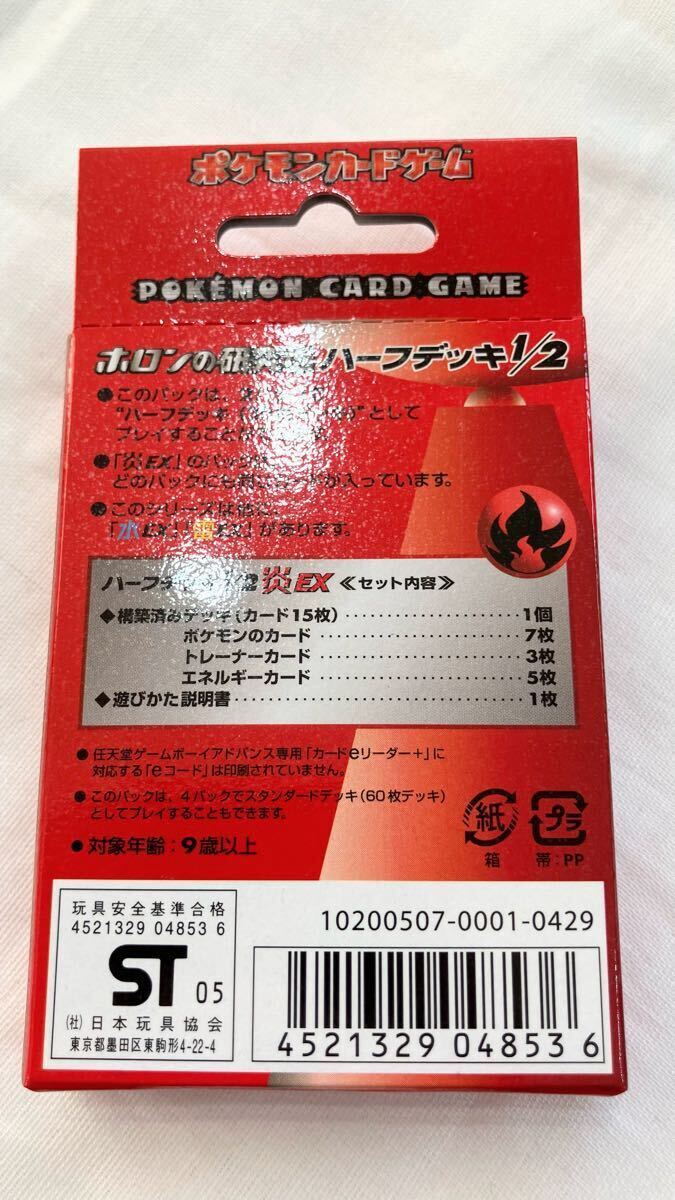 ポケモンカードゲーム
POKÉMON CARD GAME
ホロンの研 ハーフデッキ1/2
●このパックは、
"ハーフデッキ として
プレイすること
●「炎EX」のパック
どのパックにも カードが入っています。
●このシリーズは他に、
「水EX」「雷EX」があります。
ハーフデッキ1/2 炎EX ≪セット内容≫
◆構築済みデッキ(カード15枚)……………………1個
ポケモンのカード……………………7枚
トレーナーカード……………………3枚
エネルギーカード……………………5枚
◆遊びかた説明書……………………1枚
●任天堂ゲームボーイアドバンス専用「カードeリーダー+」に
対応する「eコード」は印刷されていません。
●このパックは、4パックでスタンダードデッキ(60枚デッキ)
としてプレイすることもできます。
●対象年齢:9歳以上
紙
箱
プラ
帯:PP
玩具安全基準合格
4521329 04853 6
ST 05
(社)日本玩具協会
東京都墨田区東駒形4-22-4
10200507-0001-0429
4521329 048536